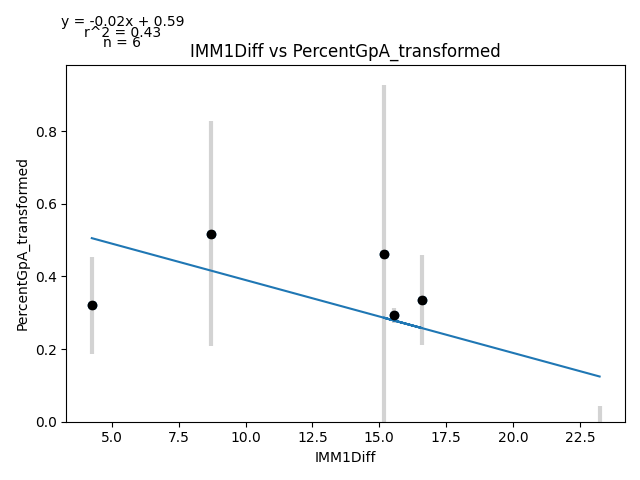 y = -0.02x + 0.59
r^2 = 0.43
n = 6
IMM1Diff vs PercentGpA_transformed
PercentGpA_transformed
0.8
0.6
0.4
0.2
0.0
5.0 7.5 10.0 12.5 15.0 17.5 20.0 22.5
IMM1Diff